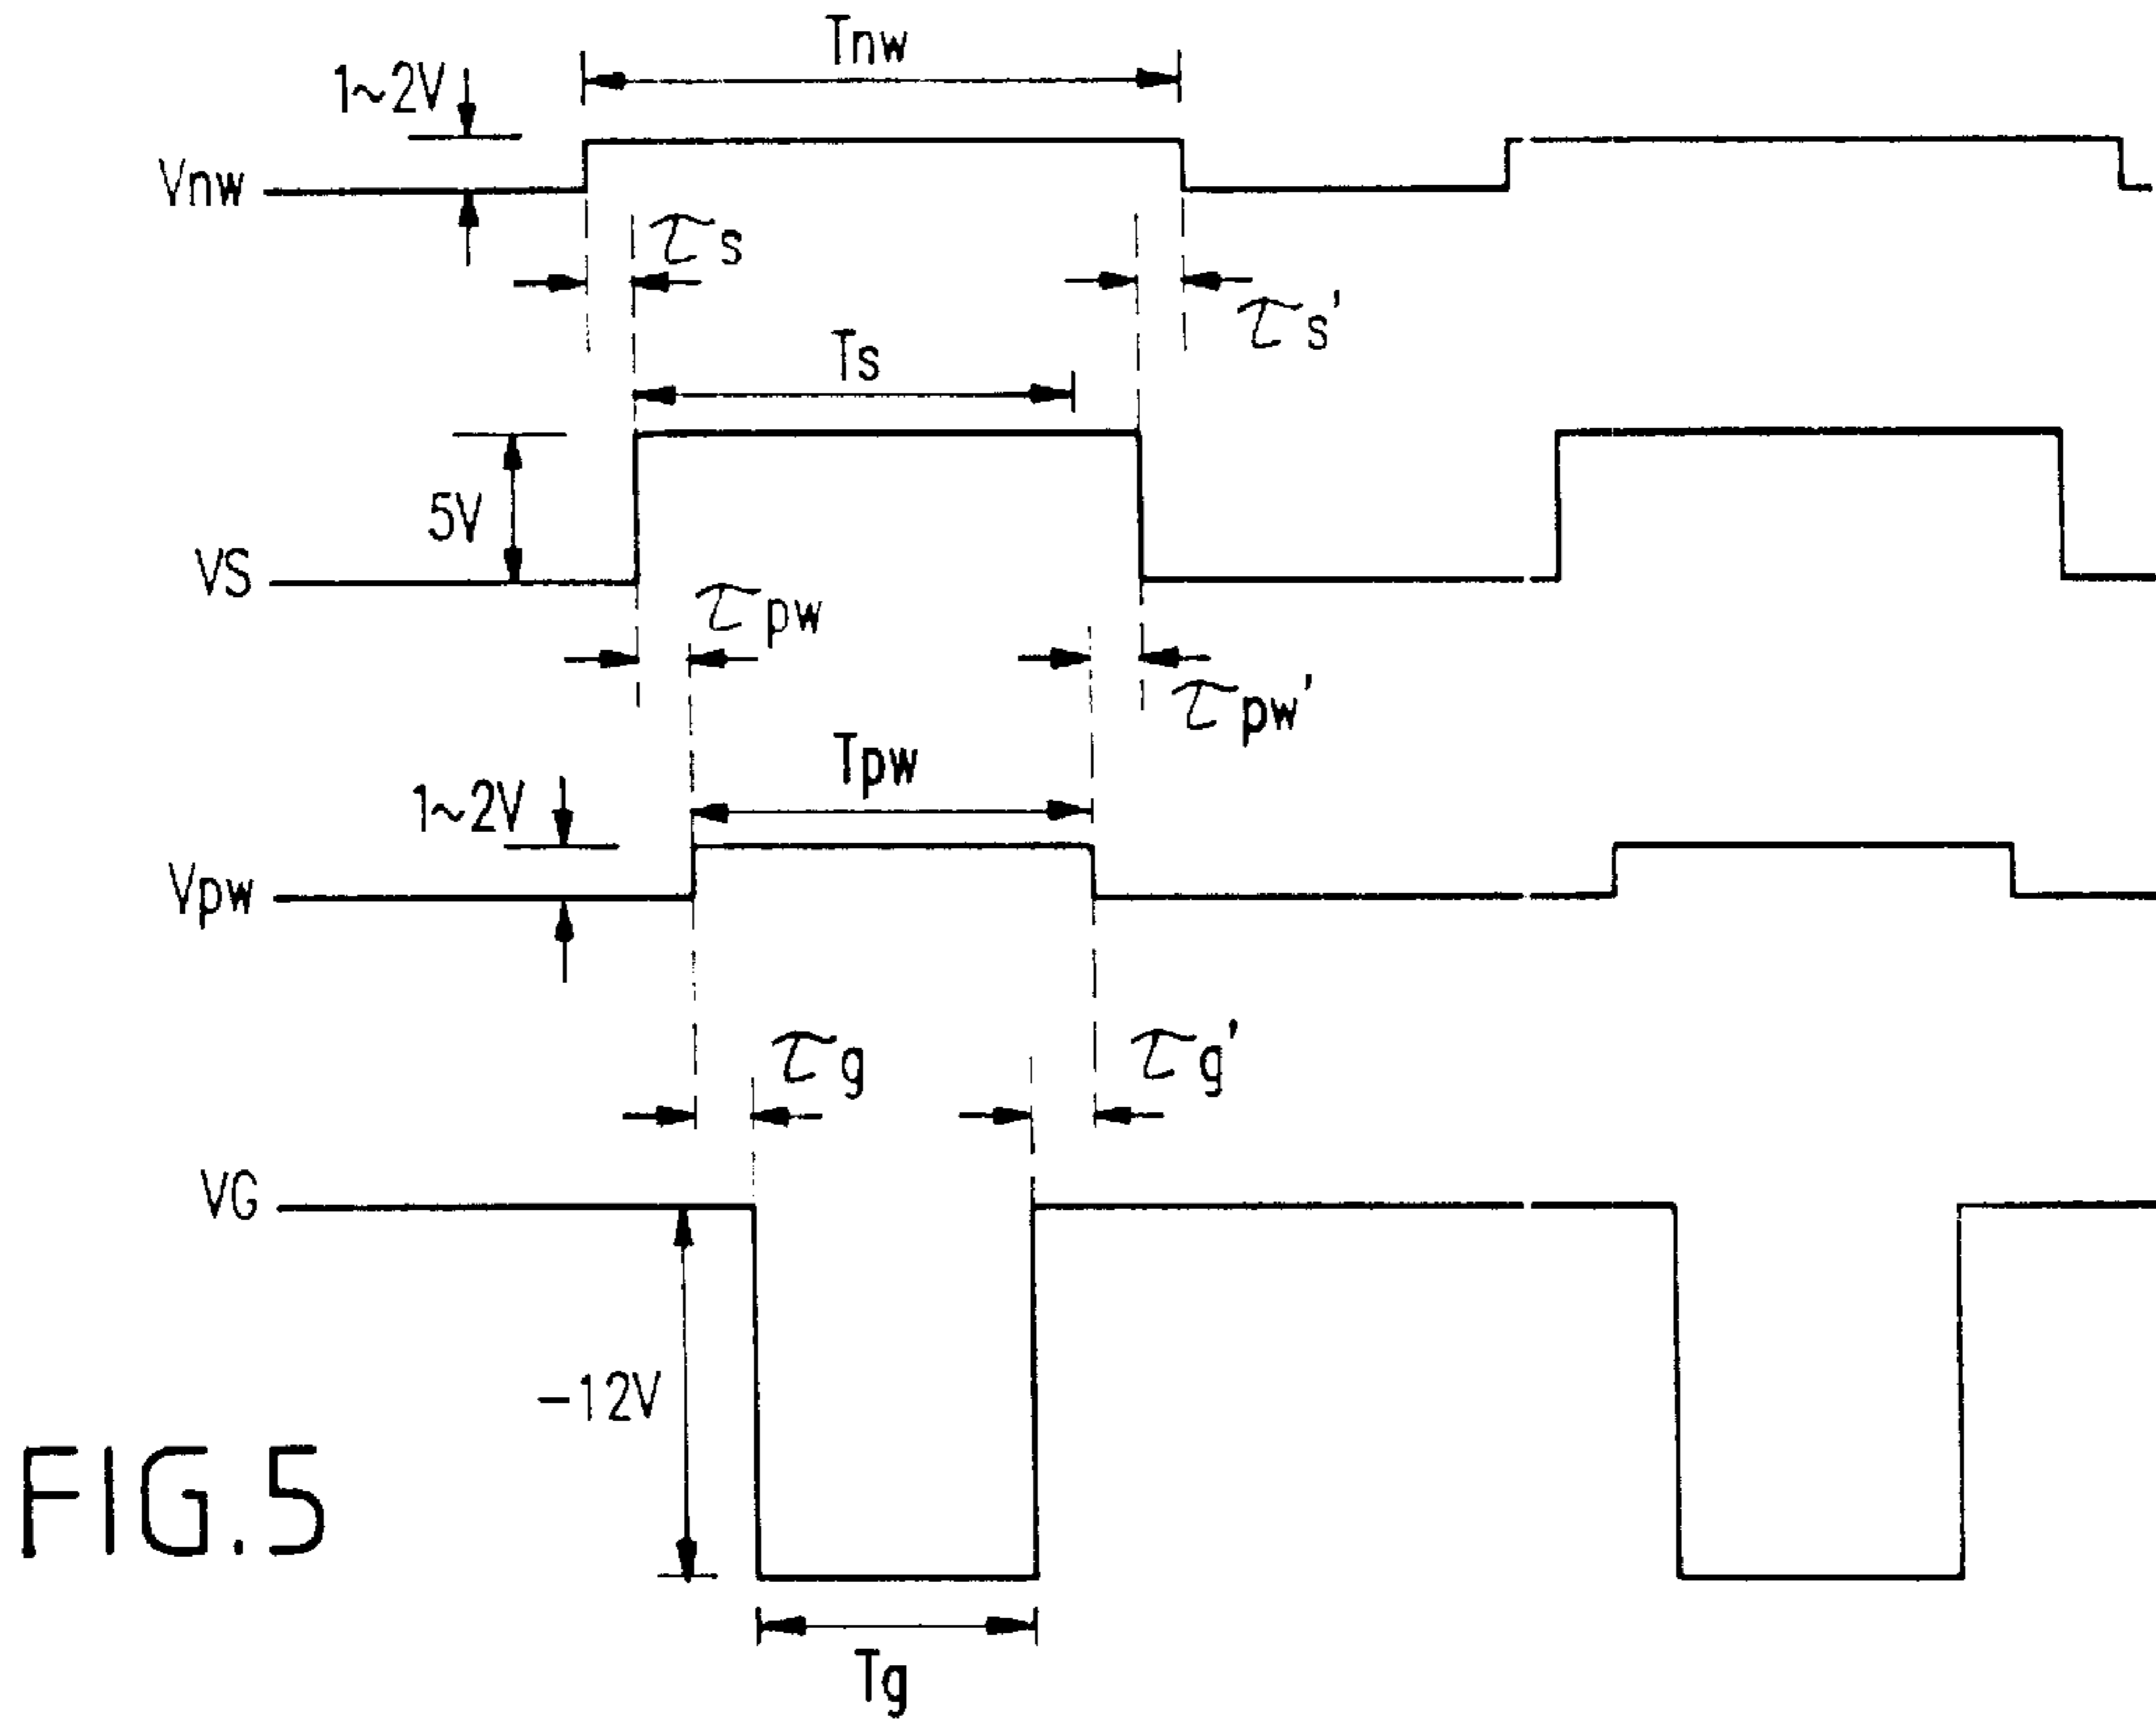 Tnw
1~2V
Vnw
τs
τs'
Ts
5V
VS
τpw
τpw'
Tpw
1~2V
Vpw
τg
τg'
VG
-12V
Tg
FIG.5